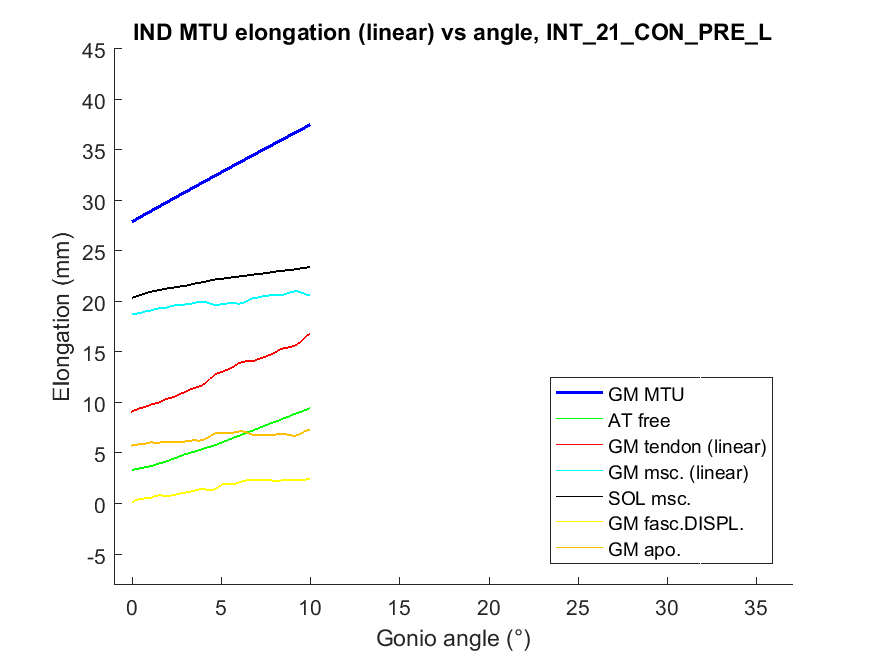 IND MTU elongation (linear) vs angle, INT_21_CON_PRE_L
45
40
35
30
25
20
15
10
5
0
-5
Elongation (mm)
0 5 10 15 20 25 30 35
Gonio angle (°)
GM MTU
AT free
GM tendon (linear)
GM msc. (linear)
SOL msc.
GM fasc.DISPL.
GM apo.